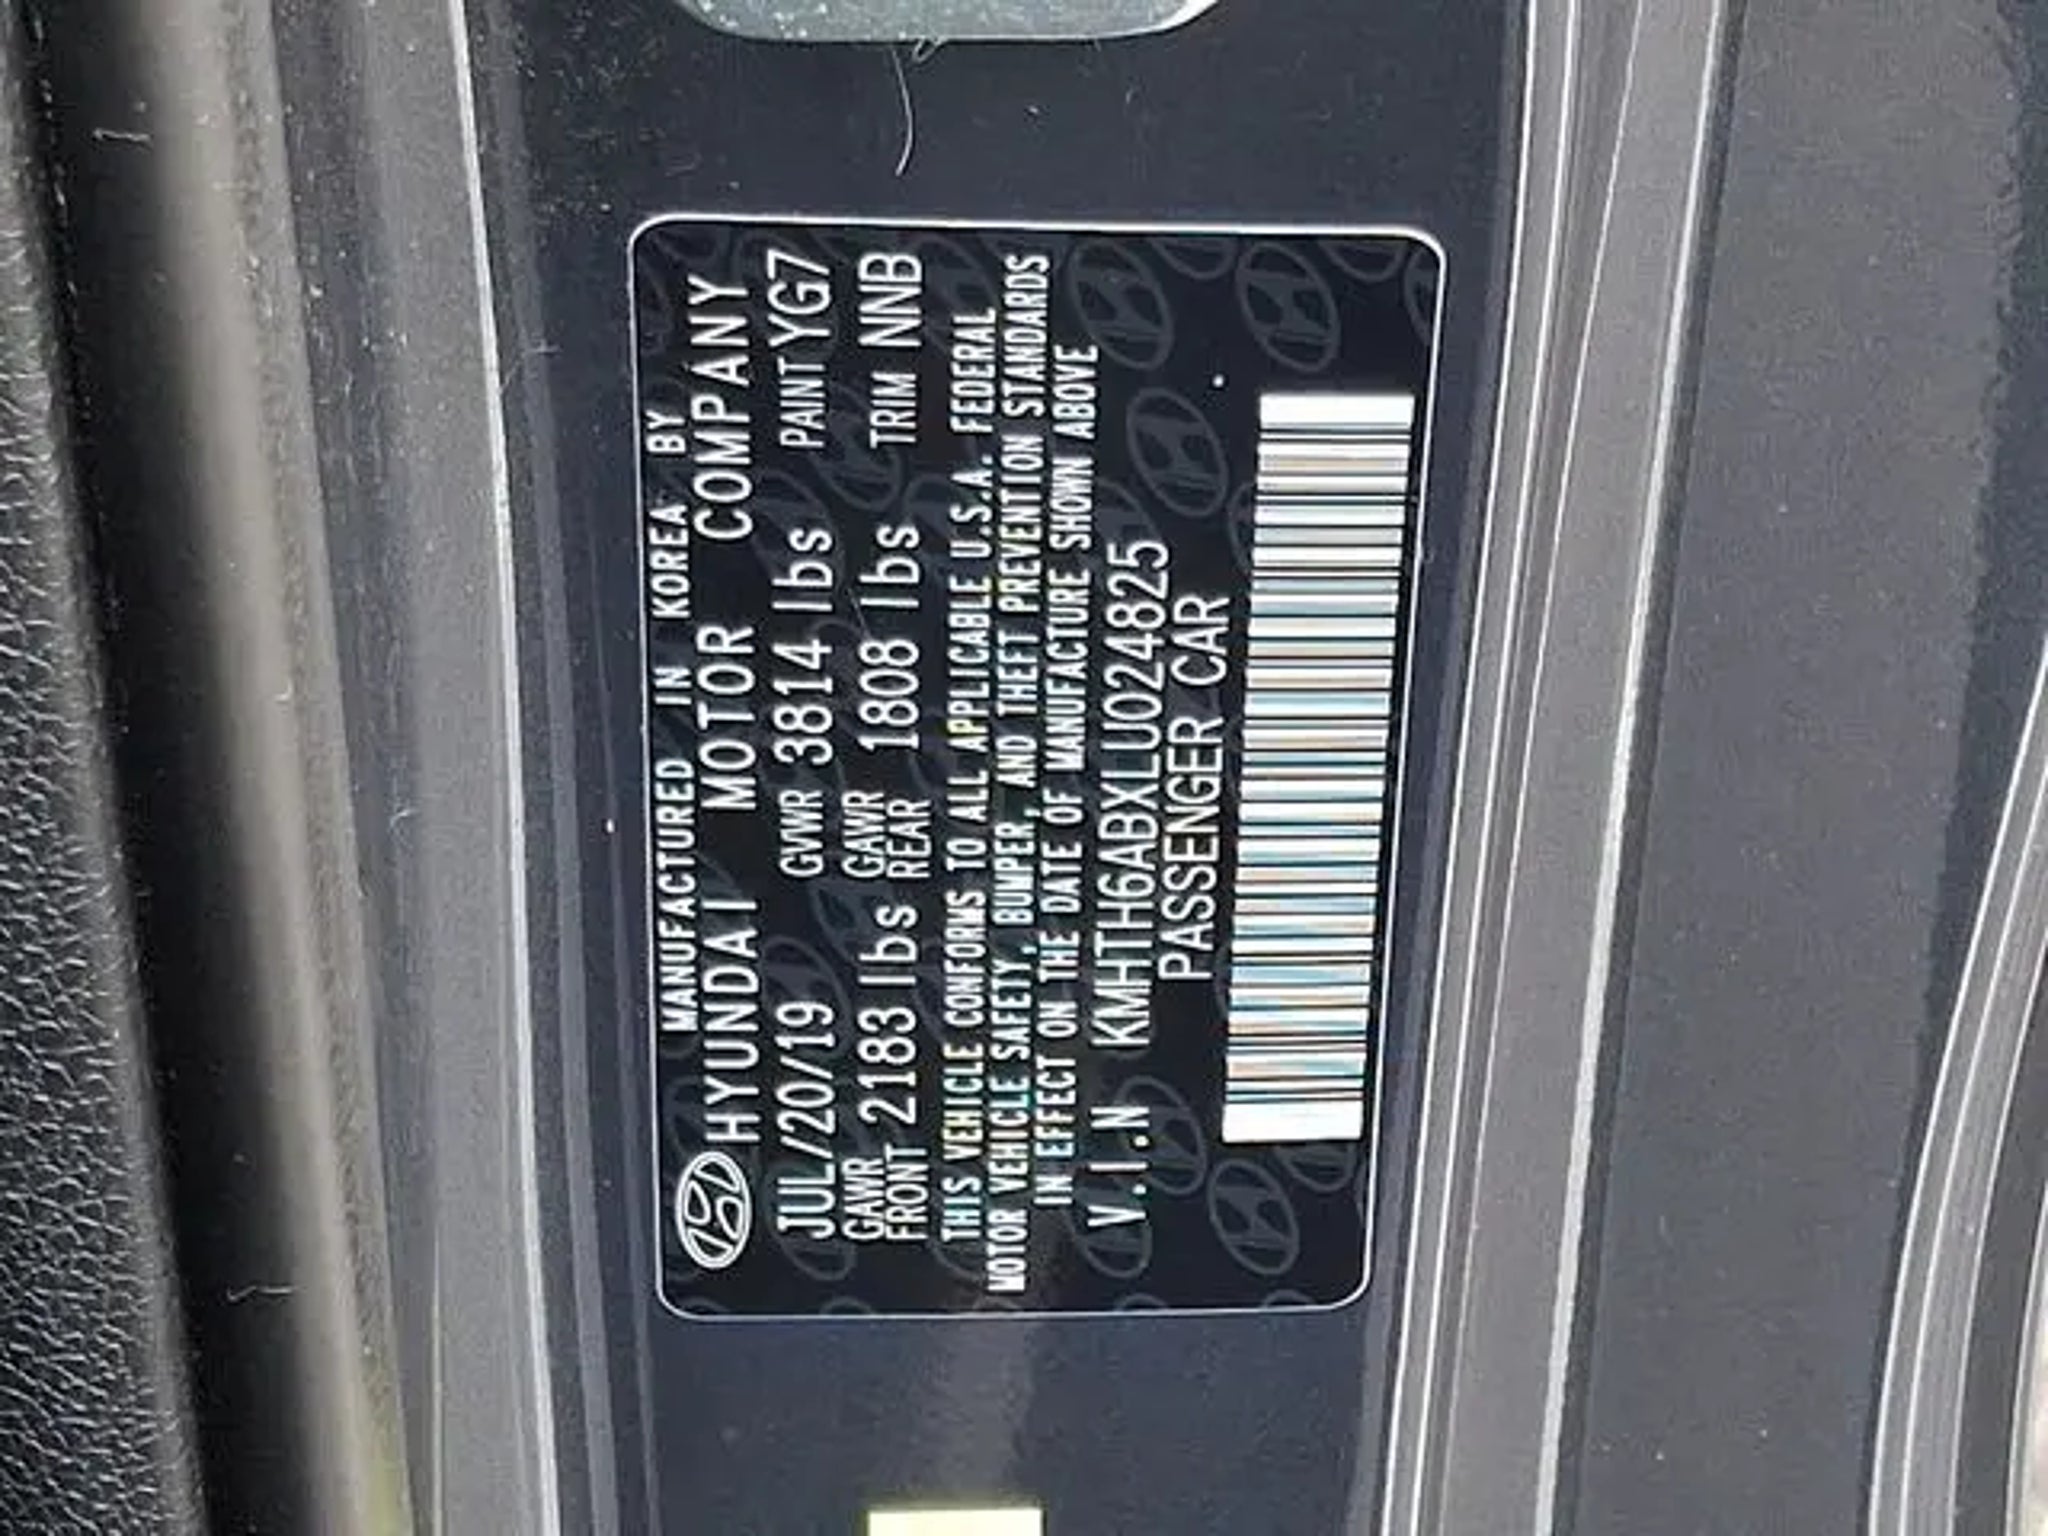 MANUFACTURED IN KOREA BY
HYUNDAI MOTOR COMPANY
JUL/20/19 GVWR 3814 lbs PAINT YG7
GAWR FRONT 2183 lbs GAWR REAR 1808 lbs TRIM NNB
THIS VEHICLE CONFORMS TO ALL APPLICABLE U.S.A. FEDERAL
MOTOR VEHICLE SAFETY, BUMPER, AND THEFT PREVENTION STANDARDS
IN EFFECT ON THE DATE OF MANUFACTURE SHOWN ABOVE
V.I.N KMHTH6ABXLU024825
PASSENGER CAR